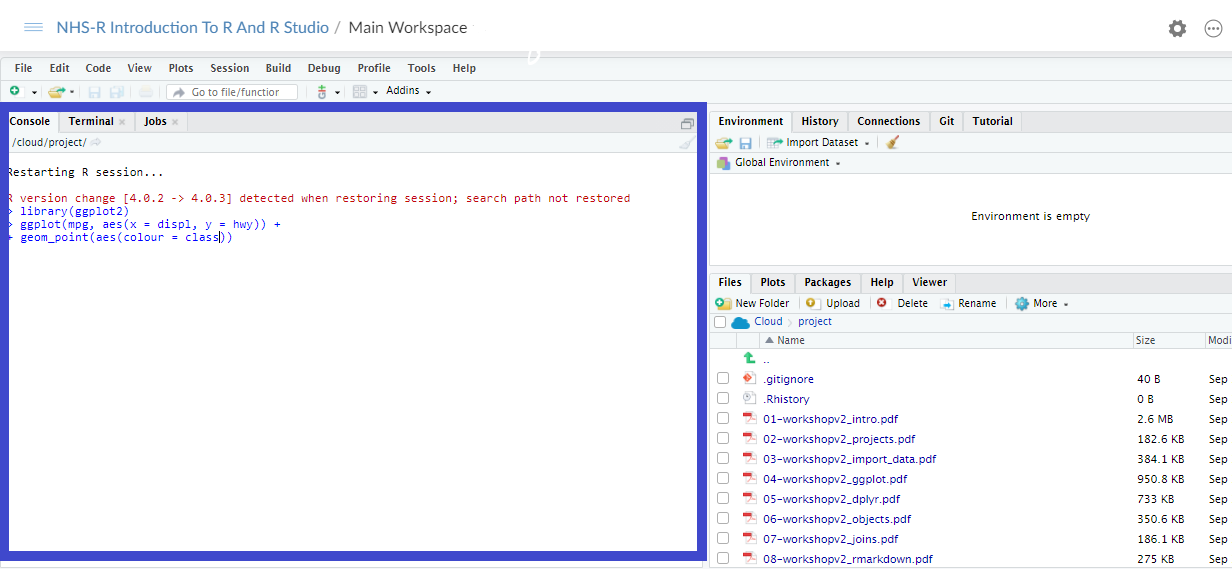 NHS-R Introduction To R And R Studio / Main Workspace
File Edit Code View Plots Session Build Debug Profile Tools Help
Go to file/functior Addins
Console Terminal Jobs
/cloud/project/
Restarting R session...
R version change [4.0.2 -> 4.0.3] detected when restoring session; search path not restored
> library(ggplot2)
> ggplot(mpg, aes(x = displ, y = hwy)) +
+ geom_point(aes(colour = class))
Environment History Connections Git Tutorial
Import Dataset
Global Environment
Environment is empty
Files Plots Packages Help Viewer
New Folder Upload Delete Rename More
Cloud project
Name Size Modi
..
.gitignore 40 B Sep
.Rhistory 0 B Sep
01-workshopv2_intro.pdf 2.6 MB Sep
02-workshopv2_projects.pdf 182.6 KB Sep
03-workshopv2_import_data.pdf 384.1 KB Sep
04-workshopv2_ggplot.pdf 950.8 KB Sep
05-workshopv2_dplyr.pdf 733 KB Sep
06-workshopv2_objects.pdf 350.6 KB Sep
07-workshopv2_joins.pdf 186.1 KB Sep
08-workshopv2_rmarkdown.pdf 275 KB Sep